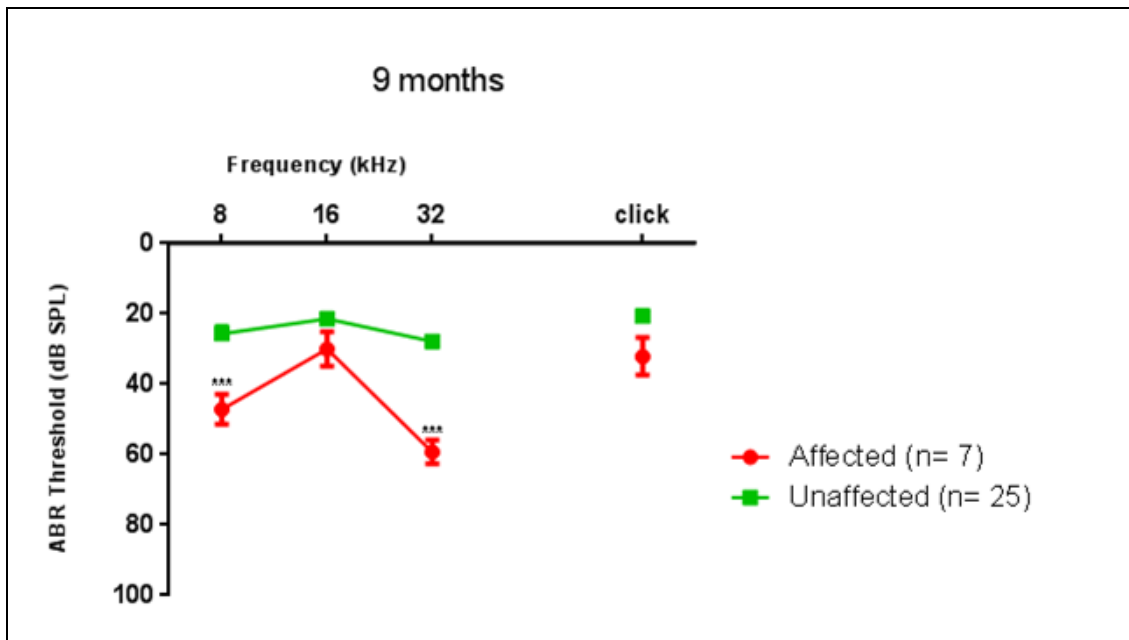 9 months
Frequency (kHz)
8 16 32 click
0
20
40
60
80
100
ABR Threshold (dB SPL)
***
***
Affected (n= 7)
Unaffected (n= 25)